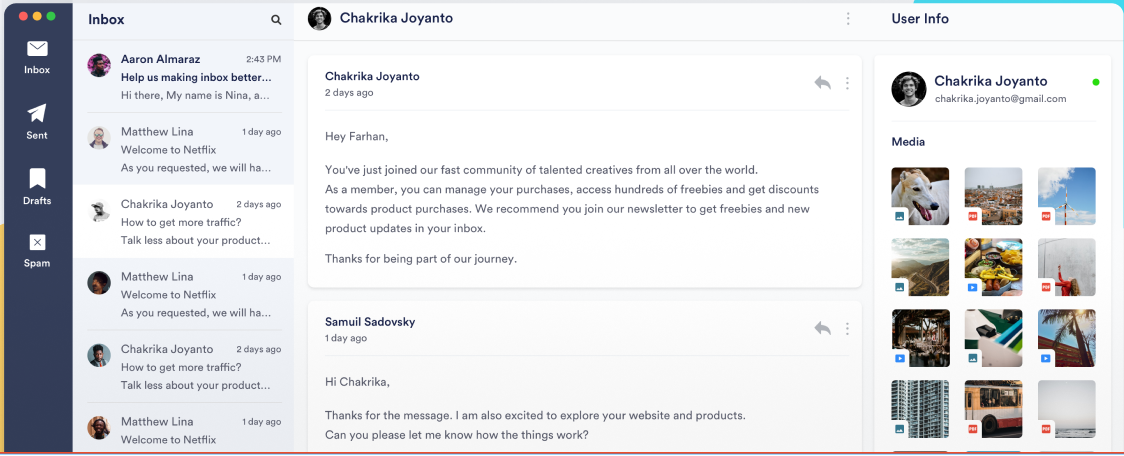 Inbox
Sent
Drafts
Spam
Inbox
Aaron Almaraz 2:43 PM
Help us making inbox better...
Hi there, My name is Nina, a...
Matthew Lina 1 day ago
Welcome to Netflix
As you requested, we will ha...
Chakrika Joyanto 2 days ago
How to get more traffic?
Talk less about your product...
Matthew Lina 1 day ago
Welcome to Netflix
As you requested, we will ha...
Chakrika Joyanto 2 days ago
How to get more traffic?
Talk less about your product...
Matthew Lina 1 day ago
Welcome to Netflix
Chakrika Joyanto
Chakrika Joyanto
2 days ago
Hey Farhan,
You've just joined our fast community of talented creatives from all over the world.
As a member, you can manage your purchases, access hundreds of freebies and get discounts
towards product purchases. We recommend you join our newsletter to get freebies and new
product updates in your inbox.
Thanks for being part of our journey.
Samuil Sadovsky
1 day ago
Hi Chakrika,
Thanks for the message. I am also excited to explore your website and products.
Can you please let me know how the things work?
User Info
Chakrika Joyanto
chakrika.joyanto@gmail.com
Media
PDF
PDF
PDF
PDF
PDF